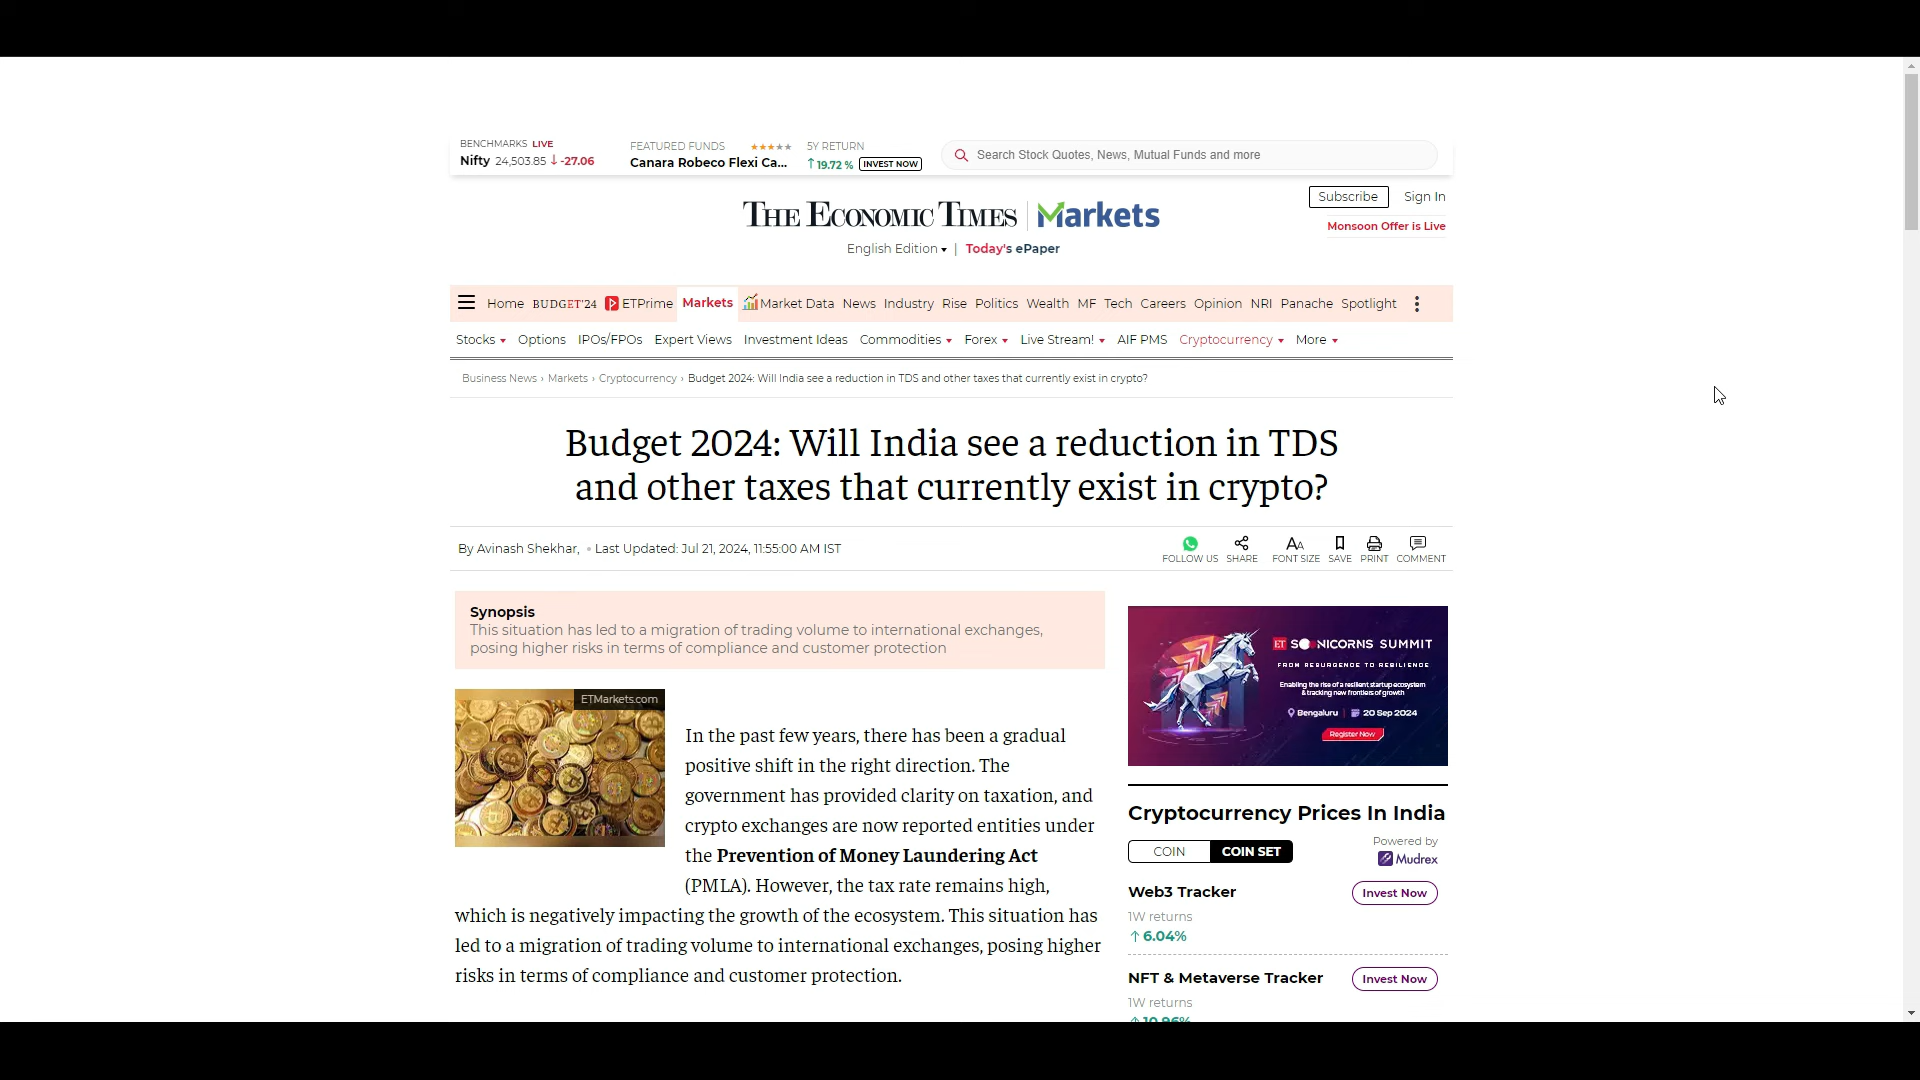 BENCHMARKS LIVE
Nifty 24,503.85 ↓ -27.06
FEATURED FUNDS ★★★★★
Canara Robeco Flexi Ca...
5Y RETURN
↑ 19.72 % INVEST NOW
Search Stock Quotes, News, Mutual Funds and more
Subscribe Sign In
Monsoon Offer is Live
THE ECONOMIC TIMES | Markets
English Edition ▾ | Today's ePaper
Home BUDGET'24 ETPrime Markets Market Data News Industry Rise Politics Wealth MF Tech Careers Opinion NRI Panache Spotlight
Stocks ▾ Options IPOs/FPOs Expert Views Investment Ideas Commodities ▾ Forex ▾ Live Stream! ▾ AIF PMS Cryptocurrency ▾ More ▾
Business News › Markets › Cryptocurrency › Budget 2024: Will India see a reduction in TDS and other taxes that currently exist in crypto?
Budget 2024: Will India see a reduction in TDS
and other taxes that currently exist in crypto?
By Avinash Shekhar, • Last Updated: Jul 21, 2024, 11:55:00 AM IST
FOLLOW US SHARE FONT SIZE SAVE PRINT COMMENT
Synopsis
This situation has led to a migration of trading volume to international exchanges,
posing higher risks in terms of compliance and customer protection
ETMarkets.com
In the past few years, there has been a gradual
positive shift in the right direction. The
government has provided clarity on taxation, and
crypto exchanges are now reported entities under
the Prevention of Money Laundering Act
(PMLA). However, the tax rate remains high,
which is negatively impacting the growth of the ecosystem. This situation has
led to a migration of trading volume to international exchanges, posing higher
risks in terms of compliance and customer protection.
ET SOONICORNS SUMMIT
FROM RESURGENCE TO RESILIENCE
Enabling the rise of a resilient startup ecosystem
& tracking new frontiers of growth
Bengaluru | 20 Sep 2024
Register Now
Cryptocurrency Prices In India
COIN COIN SET
Powered by
Mudrex
Web3 Tracker
Invest Now
1W returns
↑ 6.04%
NFT & Metaverse Tracker
Invest Now
1W returns
↑ 10.96%